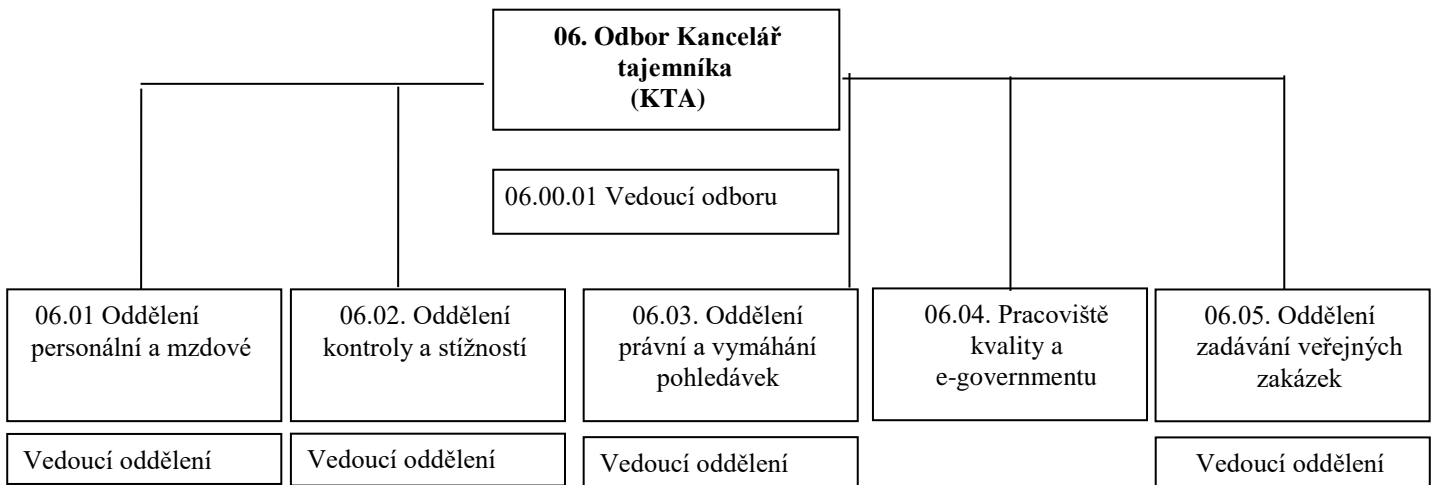 06. Odbor Kancelář
tajemníka
(KTA)
06.00.01 Vedoucí odboru
06.01 Oddělení
personální a mzdové
06.02. Oddělení
kontroly a stížností
06.03. Oddělení
právní a vymáhání
pohledávek
06.04. Pracoviště
kvality a
e-governmentu
06.05. Oddělení
zadávání veřejných
zakázek
Vedoucí oddělení
Vedoucí oddělení
Vedoucí oddělení
Vedoucí oddělení